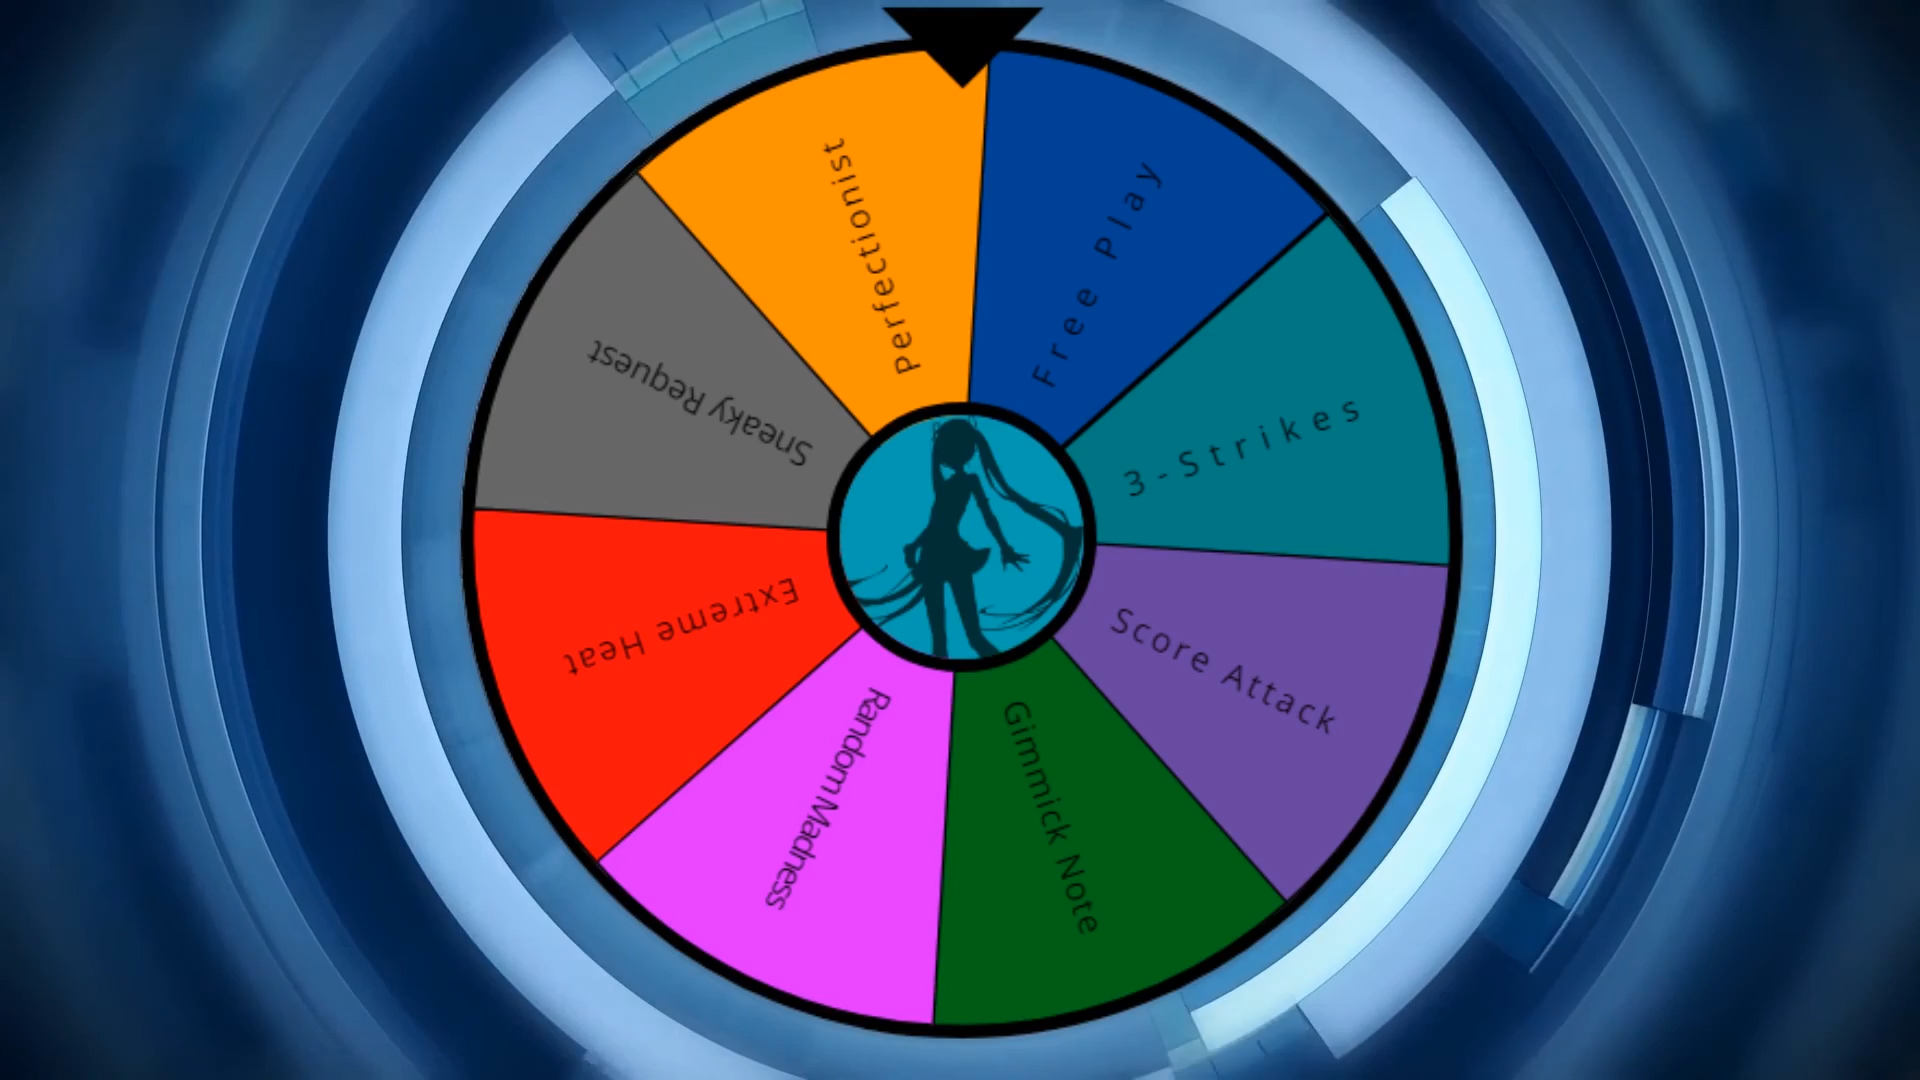 Perfectionist
Free Play
3-Strikes
Score Attack
Gimmick Note
Random Madness
Extreme Heat
Sneaky Request